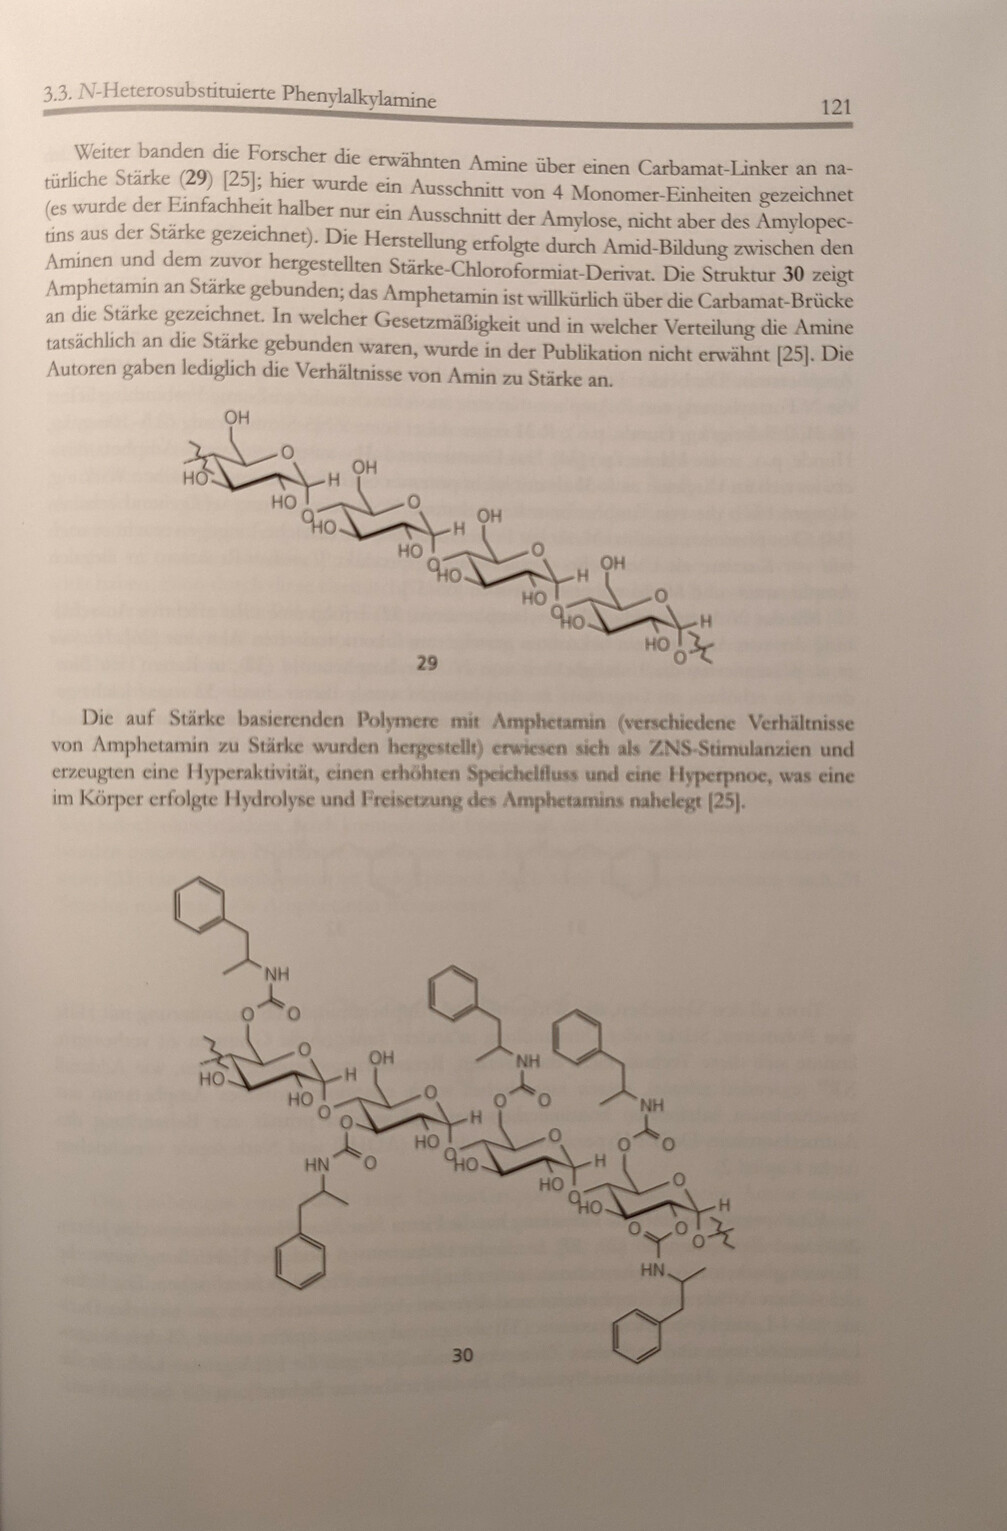 3.3. N-Heterosubstituierte Phenylalkylamine
121
Weiter banden die Forscher die erwähnten Amine über einen Carbamat-Linker an na-
türliche Stärke (29) [25]; hier wurde ein Ausschnitt von 4 Monomer-Einheiten gezeichnet
(es wurde der Einfachheit halber nur ein Ausschnitt der Amylose, nicht aber des Amylopec-
tins aus der Stärke gezeichnet). Die Herstellung erfolgte durch Amid-Bildung zwischen den
Aminen und dem zuvor hergestellten Stärke-Chloroformiat-Derivat. Die Struktur 30 zeigt
Amphetamin an Stärke gebunden; das Amphetamin ist willkürlich über die Carbamat-Brücke
an die Stärke gezeichnet. In welcher Gesetzmäßigkeit und in welcher Verteilung die Amine
tatsächlich an die Stärke gebunden waren, wurde in der Publikation nicht erwähnt [25]. Die
Autoren gaben lediglich die Verhältnisse von Amin zu Stärke an.
OH
O
HO
H
HO
OH
O
O
HO
H
HO
OH
O
O
HO
H
HO
OH
O
O
HO
H
HO
O
29
Die auf Stärke basierenden Polymere mit Amphetamin (verschiedene Verhältnisse
von Amphetamin zu Stärke wurden hergestellt) erwiesen sich als ZNS-Stimulanzien und
erzeugten eine Hyperaktivität, einen erhöhten Speichelfluss und eine Hyperpnoe, was eine
im Körper erfolgte Hydrolyse und Freisetzung des Amphetamins nahelegt [25].
NH
O
O
O
HO
H
HO
O
OH
O
O
H
HO
HN
O
NH
O
O
O
O
HO
H
HO
NH
O
O
O
O
HO
H
O
O
O
HN
30